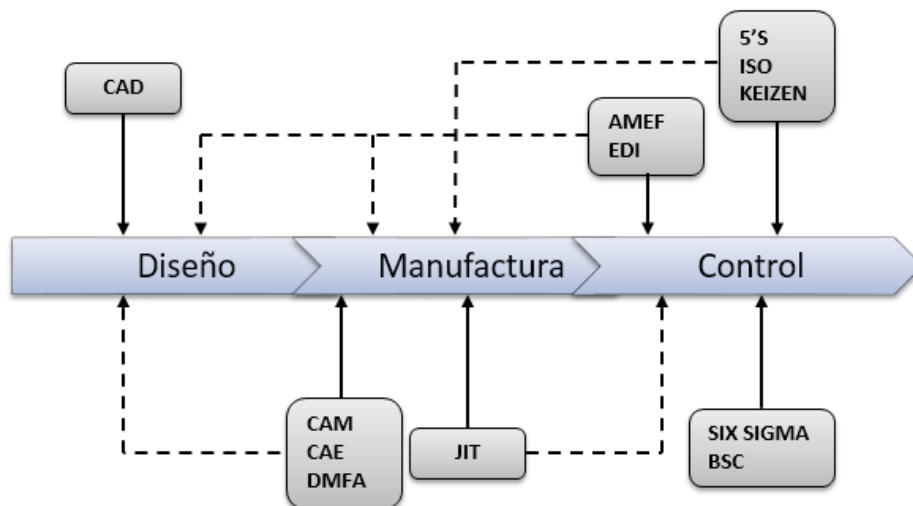 CAD
5'S
ISO
KEIZEN
AMEF
EDI
Diseño
Manufactura
Control
CAM
CAE
DMFA
JIT
SIX SIGMA
BSC